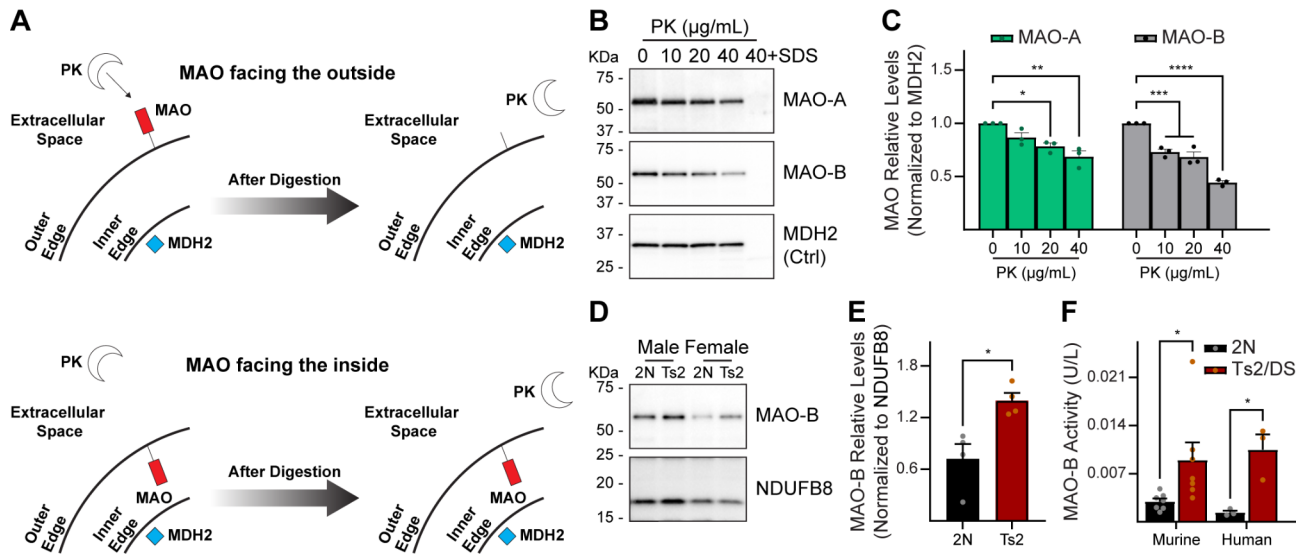 A
PK
MAO facing the outside
MAO
Extracellular
Space
Outer
Edge
Inner
Edge
MDH2
After Digestion
PK
Extracellular
Space
Outer
Edge
Inner
Edge
MDH2
PK
MAO facing the inside
Extracellular
Space
MAO
Outer
Edge
Inner
Edge
MDH2
After Digestion
PK
Extracellular
Space
MAO
Outer
Edge
Inner
Edge
MDH2
B
PK (µg/mL)
KDa 0 10 20 40 40+SDS
75 -
50 -
37 -
MAO-A
75 -
50 -
37 -
MAO-B
37 -
25 -
MDH2
(Ctrl)
C
MAO-A MAO-B
MAO Relative Levels
(Normalized to MDH2)
1.5
1.0
0.5
** ****
* ***
0 10 20 40 0 10 20 40
PK (µg/mL) PK (µg/mL)
D
Male Female
KDa 2N Ts2 2N Ts2
75 -
50 -
MAO-B
20 -
15 -
NDUFB8
E
MAO-B Relative Levels
(Normalized to NDUFB8)
1.8
1.2
0.6
*
2N Ts2
F
2N
Ts2/DS
MAO-B Activity (U/L)
0.021
0.014
0.007
*
*
Murine Human